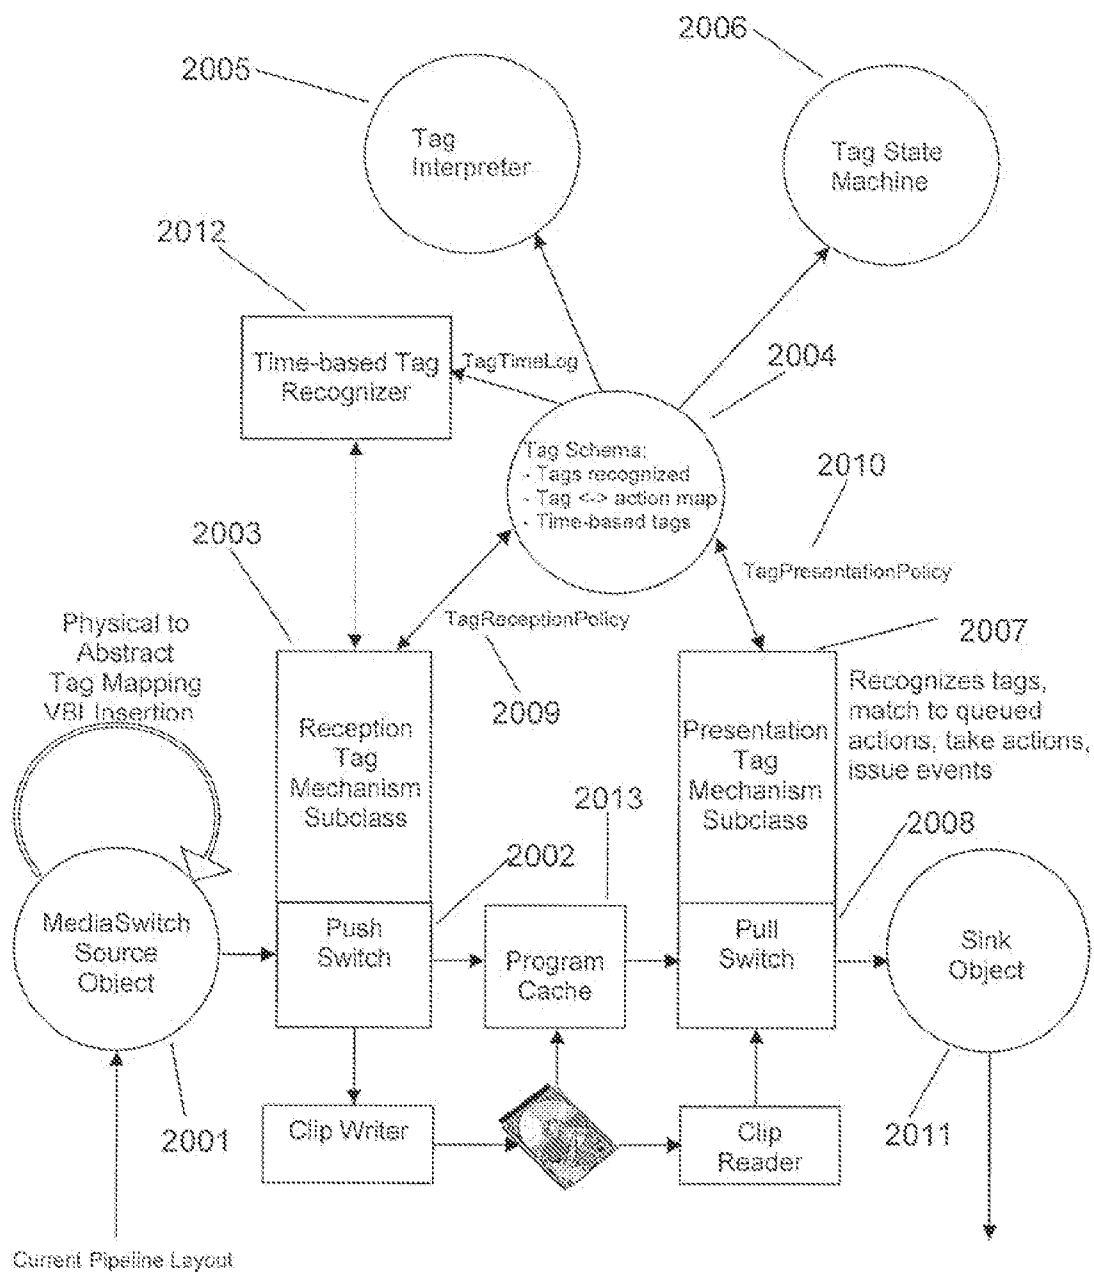 2006
2005
Tag
Interpreter
Tag State
Machine
2012
Time-based Tag
Recognizer
TagTimeLog
2004
Tag Schema:
- Tags recognized
- Tag <-> action map
- Time-based tags
2010
2003
TagPresentationPolicy
TagReceptionPolicy
Physical to
Abstract
Tag Mapping
VBI Insertion
2007
2009
Recognizes tags,
match to queued
actions, take actions,
issue events
Reception
Tag
Mechanism
Subclass
Presentation
Tag
Mechanism
Subclass
2013
2002
2008
MediaSwitch
Source
Object
Push
Switch
Program
Cache
Pull
Switch
Sink
Object
2001
Clip Writer
Clip
Reader
2011
Current Pipeline Layout